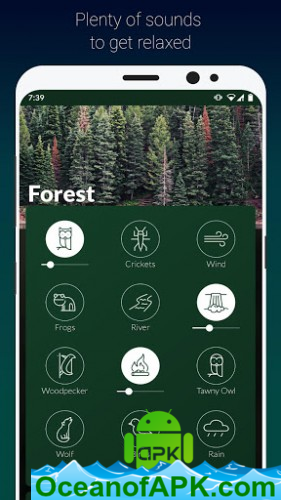 Plenty of sounds
to get relaxed
7:39
Forest
Crickets
Wind
Frogs
River
Woodpecker
Tawny Owl
Wolf
Rain
APK
OceanofAPK.com